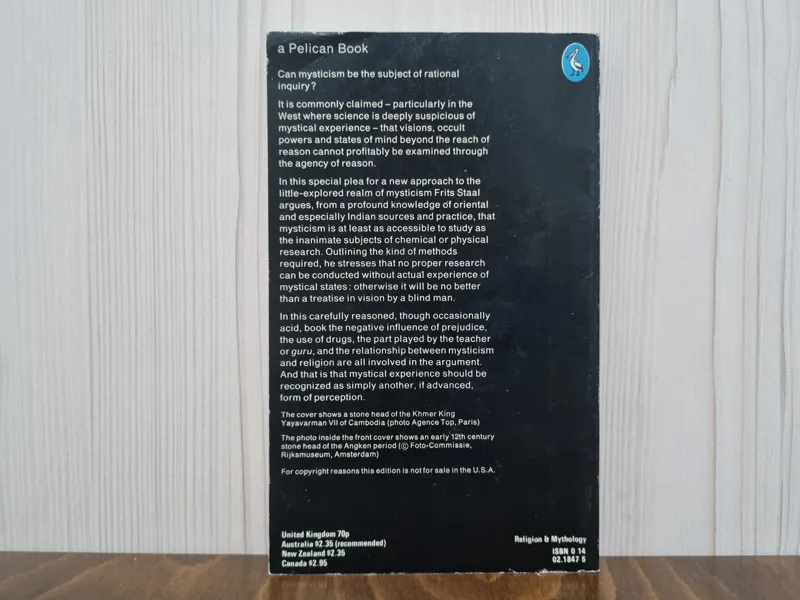 a Pelican Book
Can mysticism be the subject of rational
inquiry?
It is commonly claimed – particularly in the
West where science is deeply suspicious of
mystical experience – that visions, occult
powers and states of mind beyond the reach of
reason cannot profitably be examined through
the agency of reason.
In this special plea for a new approach to the
little-explored realm of mysticism Frits Staal
argues, from a profound knowledge of oriental
and especially Indian sources and practice, that
mysticism is at least as accessible to study as
the inanimate subjects of chemical or physical
research. Outlining the kind of methods
required, he stresses that no proper research
can be conducted without actual experience of
mystical states: otherwise it will be no better
than a treatise in vision by a blind man.
In this carefully reasoned, though occasionally
acid, book the negative influence of prejudice,
the use of drugs, the part played by the teacher
or guru, and the relationship between mysticism
and religion are all involved in the argument.
And that is that mystical experience should be
recognized as simply another, if advanced,
form of perception.
The cover shows a stone head of the Khmer King
Yayavarman VII of Cambodia (photo Agence Top, Paris)
The photo inside the front cover shows an early 12th century
stone head of the Angken period (© Foto-Commissie,
Rijksmuseum, Amsterdam)
For copyright reasons this edition is not for sale in the U.S.A.
United Kingdom 70p
Australia $2.35 (recommended)
New Zealand $2.35
Canada $2.95
Religion & Mythology
ISBN 0 14
02.1847 5